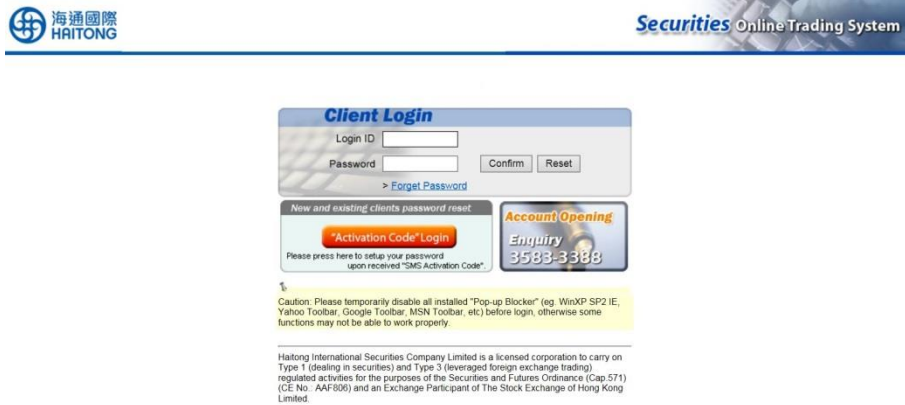 海通國際
HAITONG
Securities Online Trading System
Client Login
Login ID
Password
Confirm
Reset
> Forget Password
New and existing clients password reset
"Activation Code" Login
Please press here to setup your password
upon received "SMS Activation Code".
Account Opening
Enquiry
3583-3388
Caution: Please temporarily disable all installed "Pop-up Blocker" (eg. WinXP SP2 IE,
Yahoo Toolbar, Google Toolbar, MSN Toolbar, etc) before login, otherwise some
functions may not be able to work properly.
Haitong International Securities Company Limited is a licensed corporation to carry on
Type 1 (dealing in securities) and Type 3 (leveraged foreign exchange trading)
regulated activities for the purposes of the Securities and Futures Ordinance (Cap.571)
(CE No.: AAF806) and an Exchange Participant of The Stock Exchange of Hong Kong
Limited.